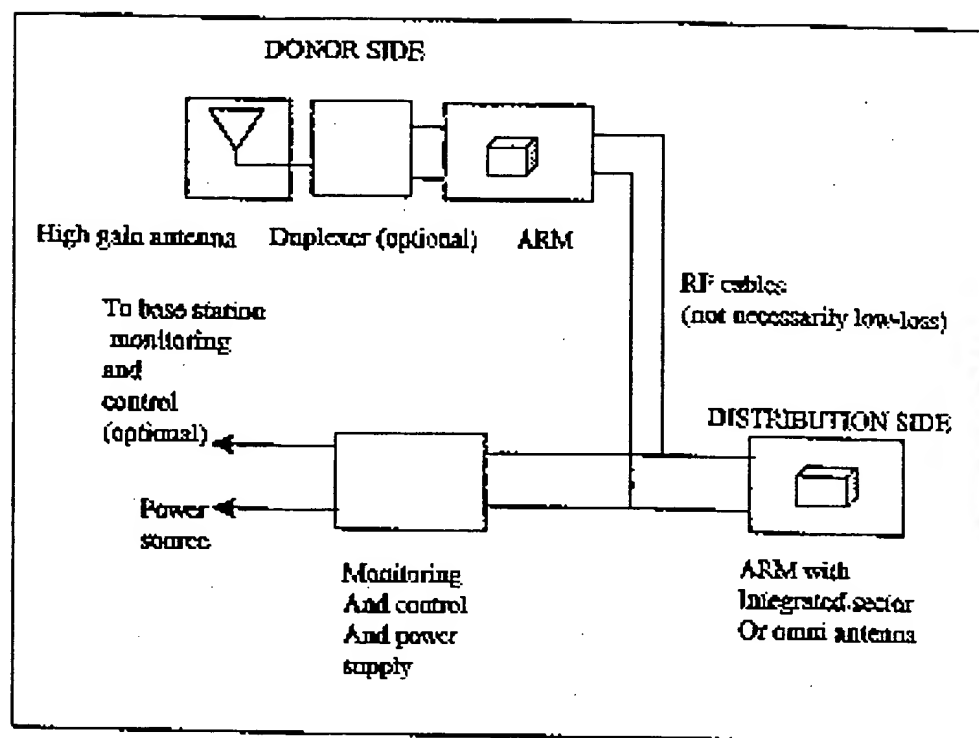 DONOR SIDE
High gain antenna
Duplexer (optional)
ARM
RF cables
(not necessarily low-loss)
To base station
monitoring
and
control
(optional)
DISTRIBUTION SIDE
Power
source
Monitoring
And control
And power
supply
ARM with
Integrated sector
Or omni antenna